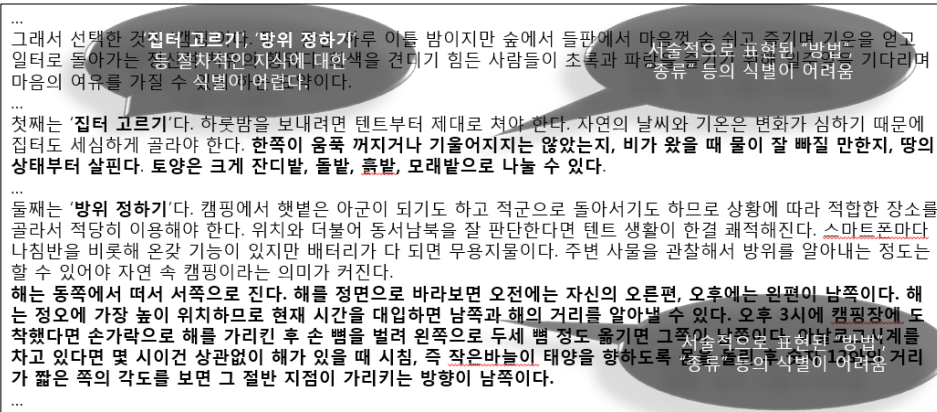 ...
그래서 선택한 것 하루 이틀 밤이지만 숲에서 들판에서 마음껏 숨 쉬고 즐기며 기운을 얻고
일터로 돌아가는 색을 견디기 힘든 사람들이 초록과 기다리며
마음의 여유를 가질 수
'집터 고르기', '방위 정하기'
등 절차적인 지식에 대한
식별이 어렵다.
서술적으로 표현된 "방법"
"종류" 등의 식별이 어려움
...
첫째는 '집터 고르기'다. 하룻밤을 보내려면 텐트부터 제대로 쳐야 한다. 자연의 날씨와 기온은 변화가 심하기 때문에
집터도 세심하게 골라야 한다. 한쪽이 움푹 꺼지거나 기울어지지는 않았는지, 비가 왔을 때 물이 잘 빠질 만한지, 땅의
상태부터 살핀다. 토양은 크게 잔디밭, 돌밭, 흙밭, 모래밭으로 나눌 수 있다.
...
둘째는 '방위 정하기'다. 캠핑에서 햇볕은 아군이 되기도 하고 적군으로 돌아서기도 하므로 상황에 따라 적합한 장소를
골라서 적당히 이용해야 한다. 위치와 더불어 동서남북을 잘 판단한다면 텐트 생활이 한결 쾌적해진다. 스마트폰마다
나침반을 비롯해 온갖 기능이 있지만 배터리가 다 되면 무용지물이다. 주변 사물을 관찰해서 방위를 알아내는 정도는
할 수 있어야 자연 속 캠핑이라는 의미가 커진다.
해는 동쪽에서 떠서 서쪽으로 진다. 해를 정면으로 바라보면 오전에는 자신의 오른편, 오후에는 왼편이 남쪽이다. 해
는 정오에 가장 높이 위치하므로 현재 시간을 대입하면 남쪽과 해의 거리를 알아낼 수 있다. 오후 3시에 캠핑장에 도
착했다면 손가락으로 해를 가리킨 후 손 뼘을 벌려 왼쪽으로 두세 뼘 정도 옮기면 그쪽이 남쪽이다.
차고 있다면 몇 시이건 상관없이 해가 있을 때 시침, 즉 작은바늘이 태양을 향하도록 거리
가 짧은 쪽의 각도를 보면 그 절반 지점이 가리키는 방향이 남쪽이다.
서술적으로 표현된 "방법"
"종류" 등의 식별이 어려움
...